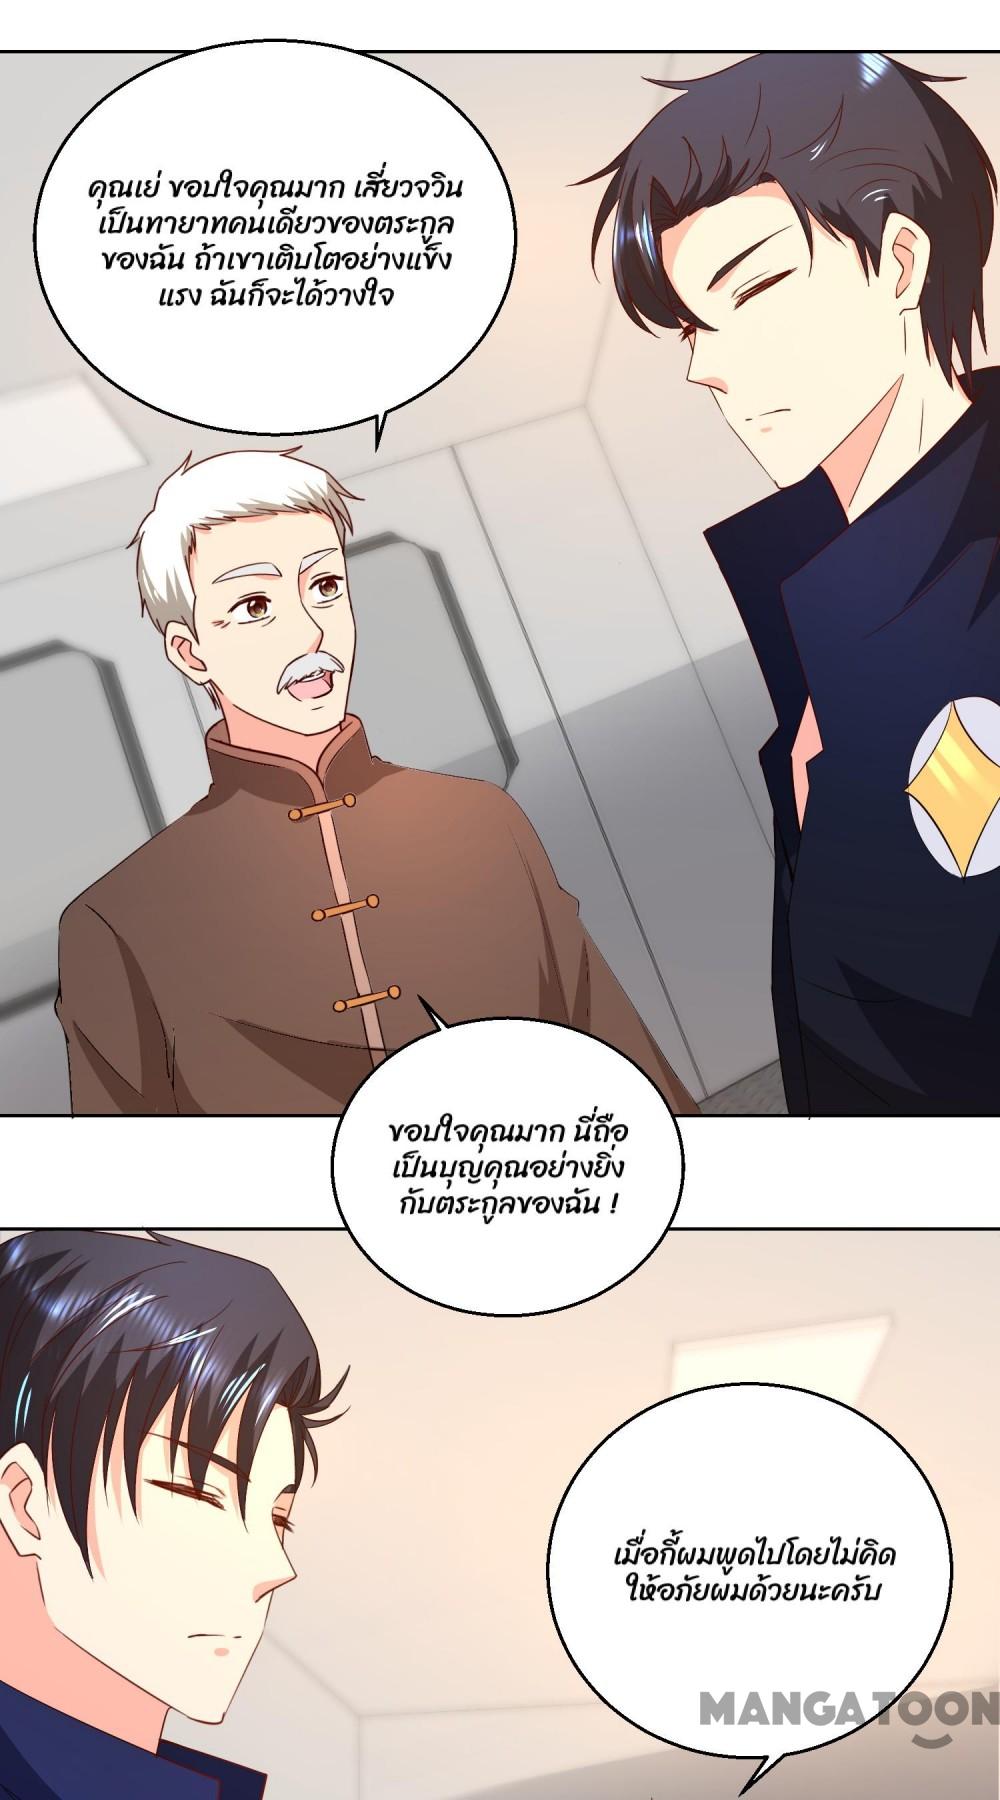 คุณเย่ ขอบใจคุณมาก เสี่ยวจวิน
เป็นทายาทคนเดียวของตระกูล
ของฉัน ถ้าเขาเติบโตอย่างแข็ง
แรง ฉันก็จะได้วางใจ
ขอบใจคุณมาก นี่ถือ
เป็นบุญคุณอย่างยิ่ง
กับตระกูลของฉัน !
เมื่อกี้ผมพูดไปโดยไม่คิด
ให้อภัยผมด้วยนะครับ
MANGATOON